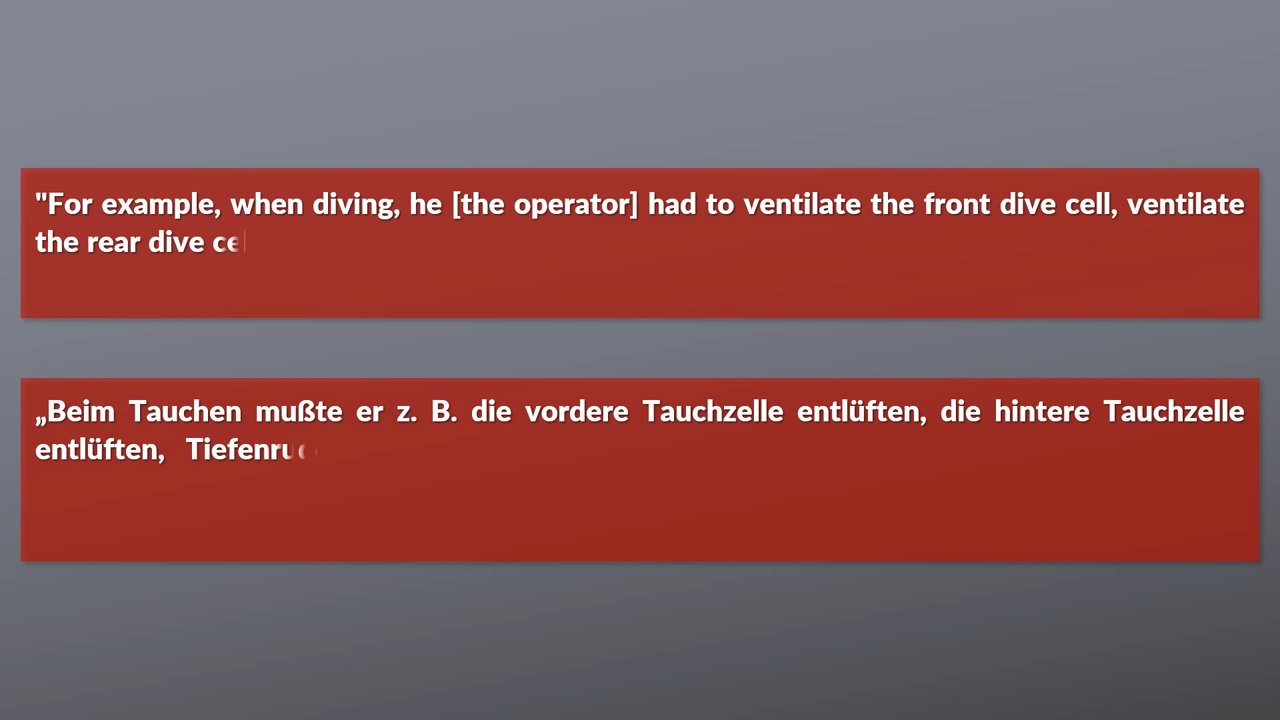 "For example, when diving, he [the operator] had to ventilate the front dive cell, ventilate
the rear dive
„Beim Tauchen mußte er z. B. die vordere Tauchzelle entlüften, die hintere Tauchzelle
entlüften,